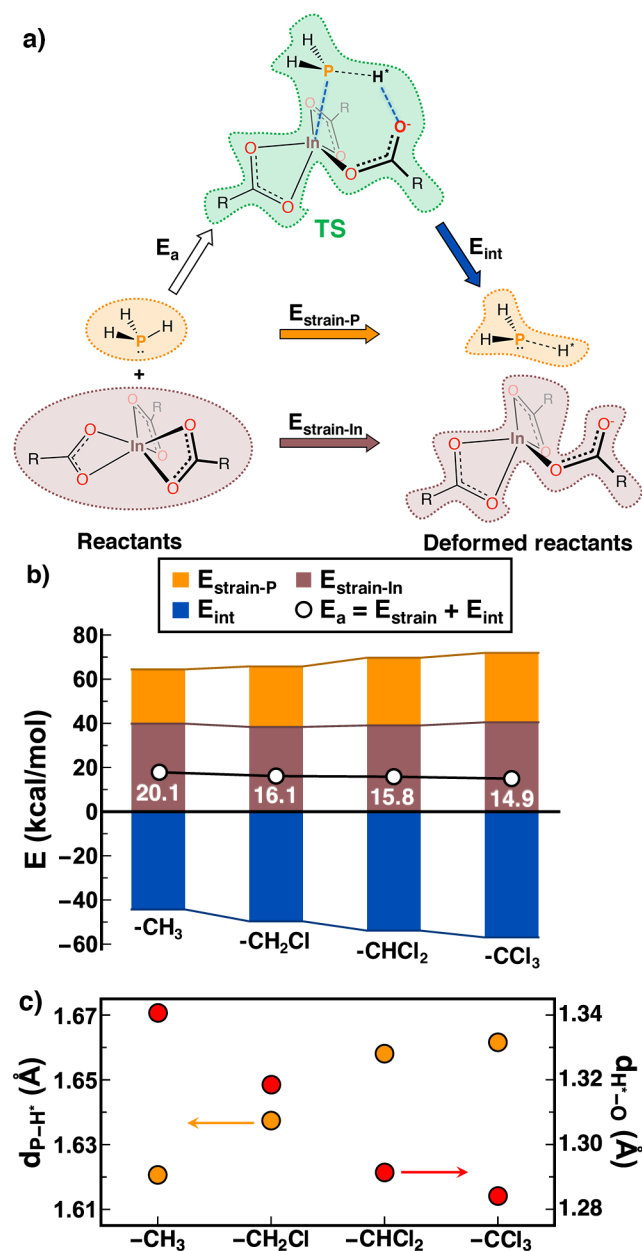 a)
H
H
P
H*
O
R
O
In
O
O-
O
O
R
R
TS
Ea
Eint
H
H
P
H
Estrain-P
H
H
P
H*
+
R
O
O
O
In
O
R
R
O
O
Estrain-In
O
R
O
In
O
O-
O
O
R
R
Reactants
Deformed reactants
b)
Estrain-P
Estrain-In
Eint
Ea = Estrain + Eint
E (kcal/mol)
80
60
40
20
0
−20
−40
−60
20.1
16.1
15.8
14.9
-CH3
-CH2Cl
-CHCl2
-CCl3
c)
dP−H* (Å)
1.67
1.65
1.63
1.61
1.34
1.32
1.30
1.28
dH*−O (Å)
−CH3
−CH2Cl
−CHCl2
−CCl3